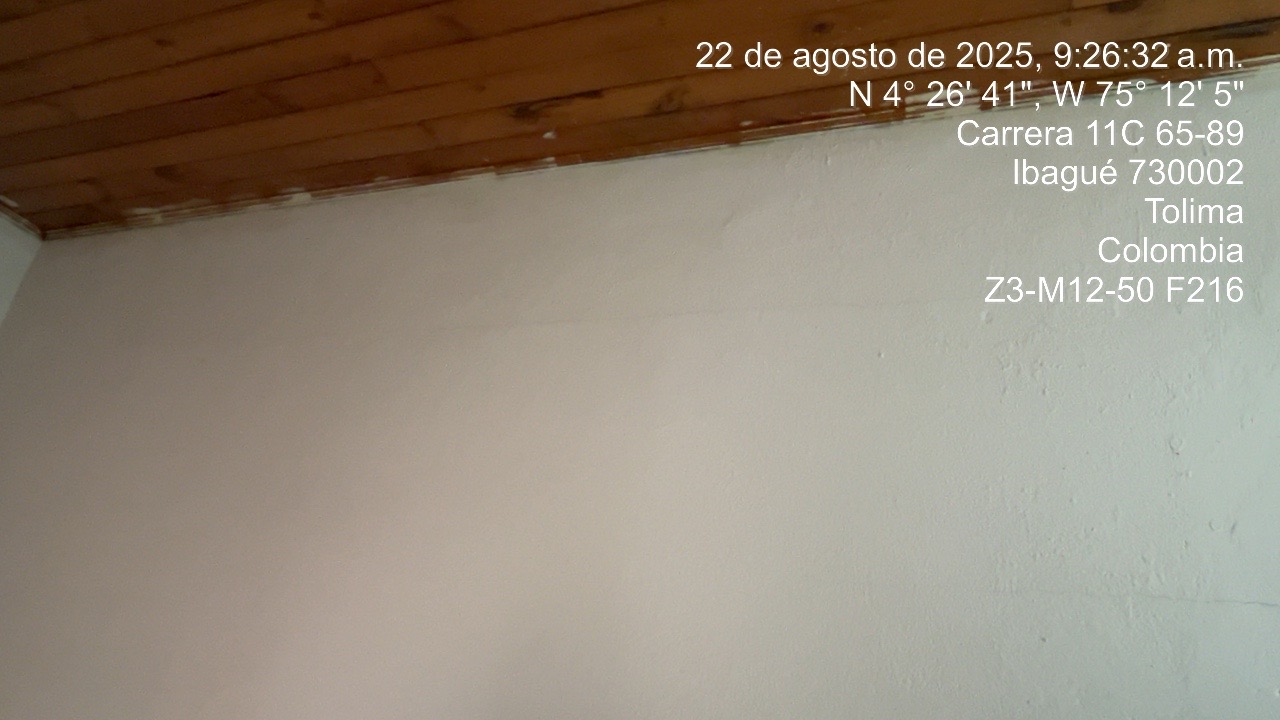 22 de agosto de 2025, 9:26:32 a.m.
N 4° 26' 41", W 75° 12' 5"
Carrera 11C 65-89
Ibagué 730002
Tolima
Colombia
Z3-M12-50 F216